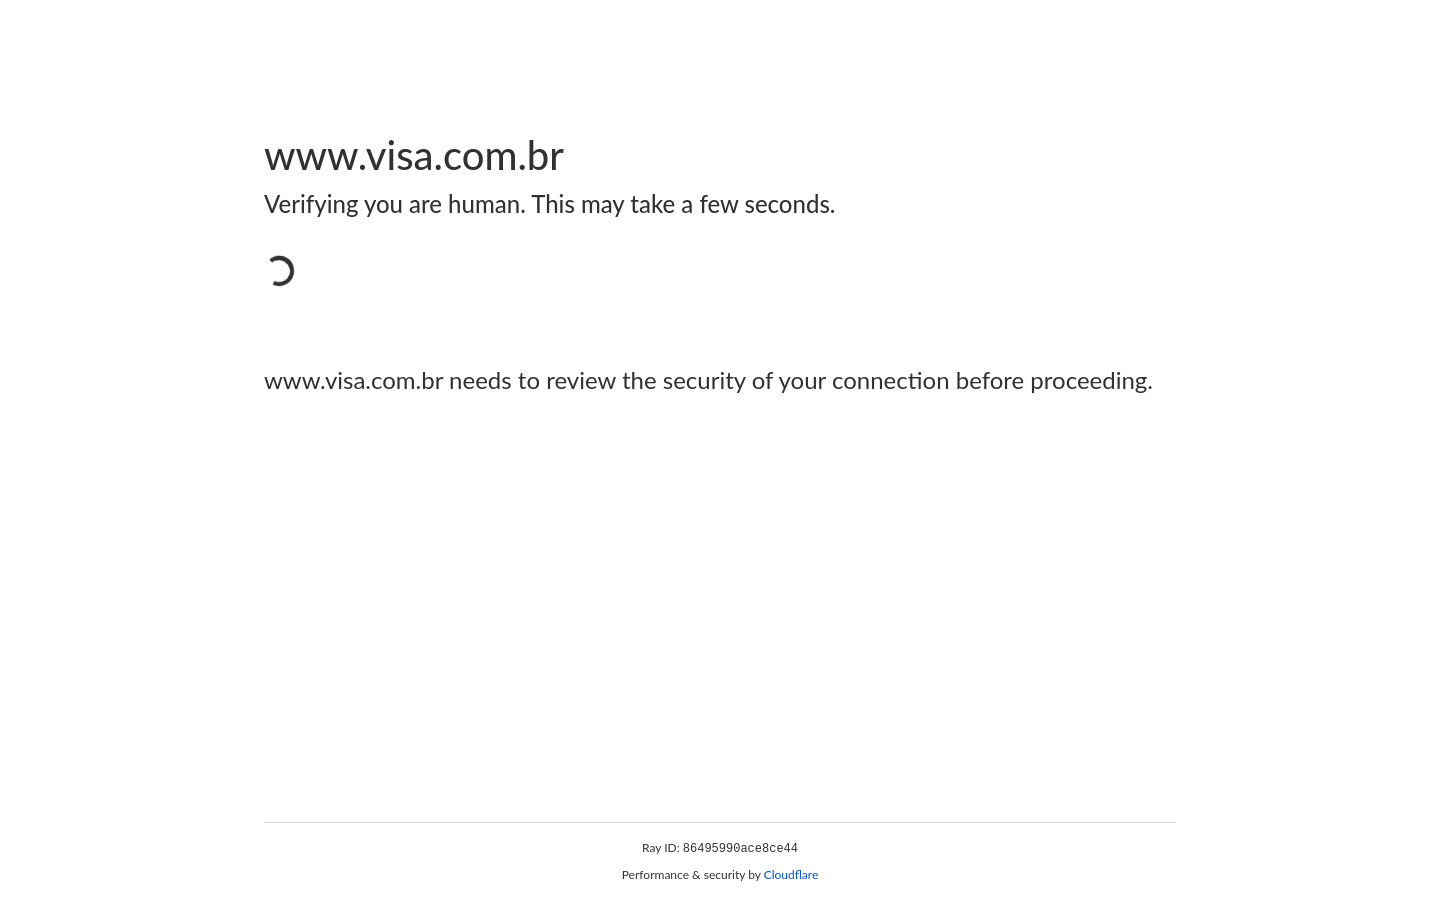 www.visa.com.br
Verifying you are human. This may take a few seconds.
www.visa.com.br needs to review the security of your connection before proceeding.
Ray ID: 86495990ace8ce44
Performance & security by Cloudflare